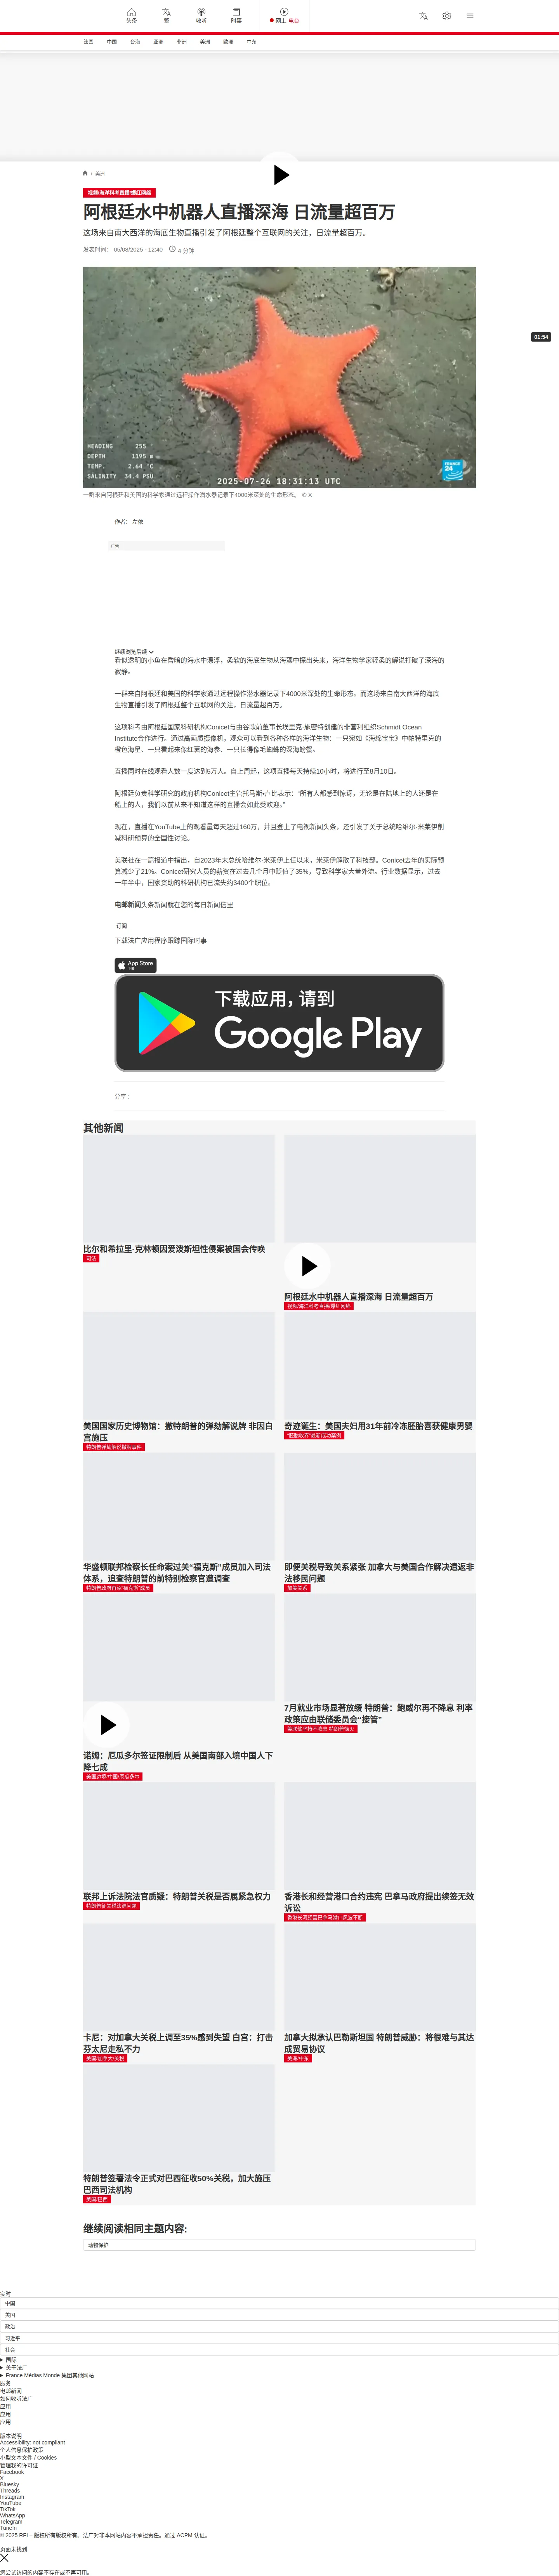 头条
繁
收听
时事
网上 电台
法國
中国
台海
亚洲
非洲
美洲
欧洲
中东
/ 美洲
视频/海洋科考直播/爆红网络
阿根廷水中机器人直播深海 日流量超百万
这场来自南大西洋的海底生物直播引发了阿根廷整个互联网的关注，日流量超百万。
发表时间： 05/08/2025 - 12:40
4 分钟
01:54
HEADING 255 °
DEPTH 1195 m
TEMP. 2.64 °C
SALINITY 34.4 PSU
2025-07-26 18:31:13 UTC
FRANCE 24
一群来自阿根廷和美国的科学家通过远程操作潜水器记录下4000米深处的生命形态。 © X
作者： 左依
广告
继续浏览后续
看似透明的小鱼在昏暗的海水中漂浮，柔软的海底生物从海藻中探出头来，海洋生物学家轻柔的解说打破了深海的
寂静。
一群来自阿根廷和美国的科学家通过远程操作潜水器记录下4000米深处的生命形态。而这场来自南大西洋的海底
生物直播引发了阿根廷整个互联网的关注，日流量超百万。
这项科考由阿根廷国家科研机构Conicet与由谷歌前董事长埃里克·施密特创建的非营利组织Schmidt Ocean
Institute合作进行。通过高画质摄像机，观众可以看到各种各样的海洋生物：一只宛如《海绵宝宝》中帕特里克的
橙色海星、一只看起来像红薯的海参、一只长得像毛蜘蛛的深海螃蟹。
直播同时在线观看人数一度达到5万人。自上周起，这项直播每天持续10小时，将进行至8月10日。
阿根廷负责科学研究的政府机构Conicet主管托马斯•卢比表示：“所有人都感到惊讶，无论是在陆地上的人还是在
船上的人，我们以前从来不知道这样的直播会如此受欢迎。”
现在，直播在YouTube上的观看量每天超过160万，并且登上了电视新闻头条，还引发了关于总统哈维尔·米莱伊削
减科研预算的全国性讨论。
美联社在一篇报道中指出，自2023年末总统哈维尔·米莱伊上任以来，米莱伊解散了科技部。Conicet去年的实际预
算减少了21%。Conicet研究人员的薪资在过去几个月中贬值了35%，导致科学家大量外流。行业数据显示，过去
一年半中，国家资助的科研机构已流失约3400个职位。
电邮新闻头条新闻就在您的每日新闻信里
订阅
下载法广应用程序跟踪国际时事
App Store
下载
下载应用，请到
Google Play
分享 :
其他新闻
比尔和希拉里·克林顿因爱泼斯坦性侵案被国会传唤
司法
阿根廷水中机器人直播深海 日流量超百万
视频/海洋科考直播/爆红网络
美国国家历史博物馆：撤特朗普的弹劾解说牌 非因白
宫施压
特朗普弹劾解说撤牌事件
奇迹诞生：美国夫妇用31年前冷冻胚胎喜获健康男婴
“胚胎收养”最新成功案例
华盛顿联邦检察长任命案过关“福克斯”成员加入司法
体系，追查特朗普的前特别检察官遭调查
特朗普政府再添“福克斯”成员
即便关税导致关系紧张 加拿大与美国合作解决遣返非
法移民问题
加美关系
诺姆：厄瓜多尔签证限制后 从美国南部入境中国人下
降七成
美国边境/中国/厄瓜多尔
7月就业市场显著放缓 特朗普：鲍威尔再不降息 利率
政策应由联储委员会“接管”
美联储坚持不降息 特朗普恼火
联邦上诉法院法官质疑：特朗普关税是否属紧急权力
特朗普征关税法源问题
香港长和经营港口合约违宪 巴拿马政府提出续签无效
诉讼
香港长河经营巴拿马港口风波不断
卡尼：对加拿大关税上调至35%感到失望 白宫：打击
芬太尼走私不力
美国/加拿大/关税
加拿大拟承认巴勒斯坦国 特朗普威胁：将很难与其达
成贸易协议
美洲/中东
特朗普签署法令正式对巴西征收50%关税，加大施压
巴西司法机构
美国/巴西
继续阅读相同主题内容:
动物保护
实时
中国
美国
政治
习近平
社会
国际
关于法广
France Médias Monde 集团其他网站
服务
电邮新闻
如何收听法广
应用
应用
应用
版本说明
Accessibility: not compliant
个人信息保护政策
小型文本文件 / Cookies
管理我的许可证
Facebook
X
Bluesky
Threads
Instagram
YouTube
TikTok
WhatsApp
Telegram
TuneIn
© 2025 RFI – 版权所有版权所有。法广对非本网站内容不承担责任。通过 ACPM 认证。
页面未找到
您尝试访问的内容不存在或不再可用。